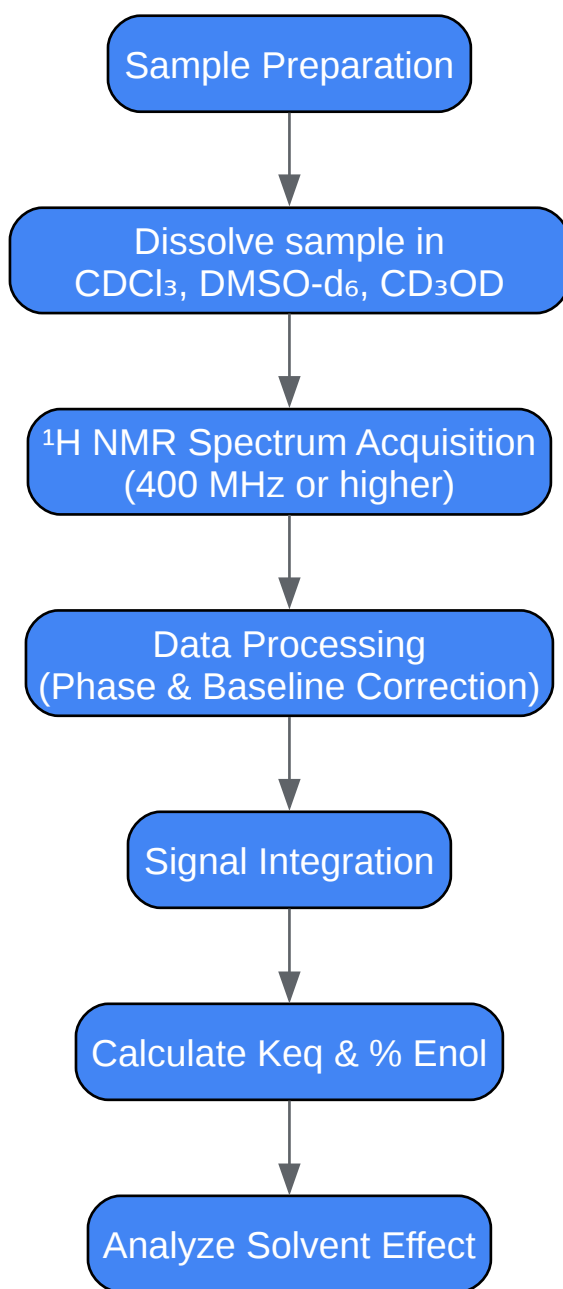 Sample Preparation
Dissolve sample in
CDCl₃, DMSO-d₆, CD₃OD
¹H NMR Spectrum Acquisition
(400 MHz or higher)
Data Processing
(Phase & Baseline Correction)
Signal Integration
Calculate Keq & % Enol
Analyze Solvent Effect